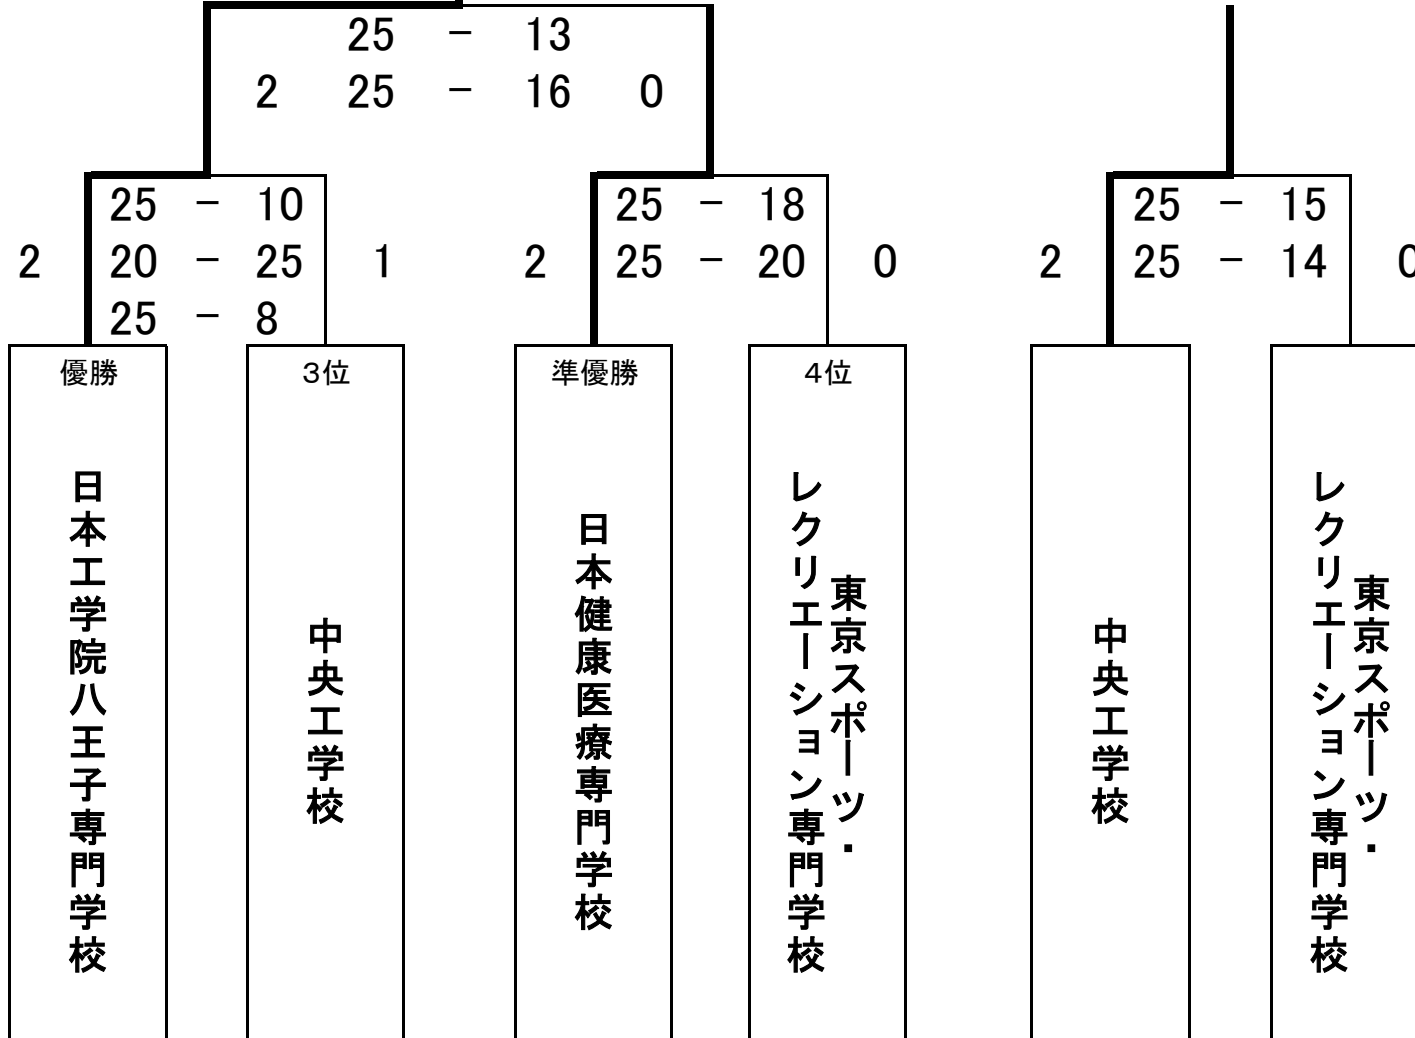 25 － 13
2 25 － 16 0
25 － 10
2 20 － 25 1
25 － 8
25 － 18
2 25 － 20 0
25 － 15
2 25 － 14 0
優勝
日本工学院八王子専門学校
3位
中央工学校
準優勝
日本健康医療専門学校
4位
東京スポーツ・
レクリエーション専門学校
中央工学校
東京スポーツ・
レクリエーション専門学校